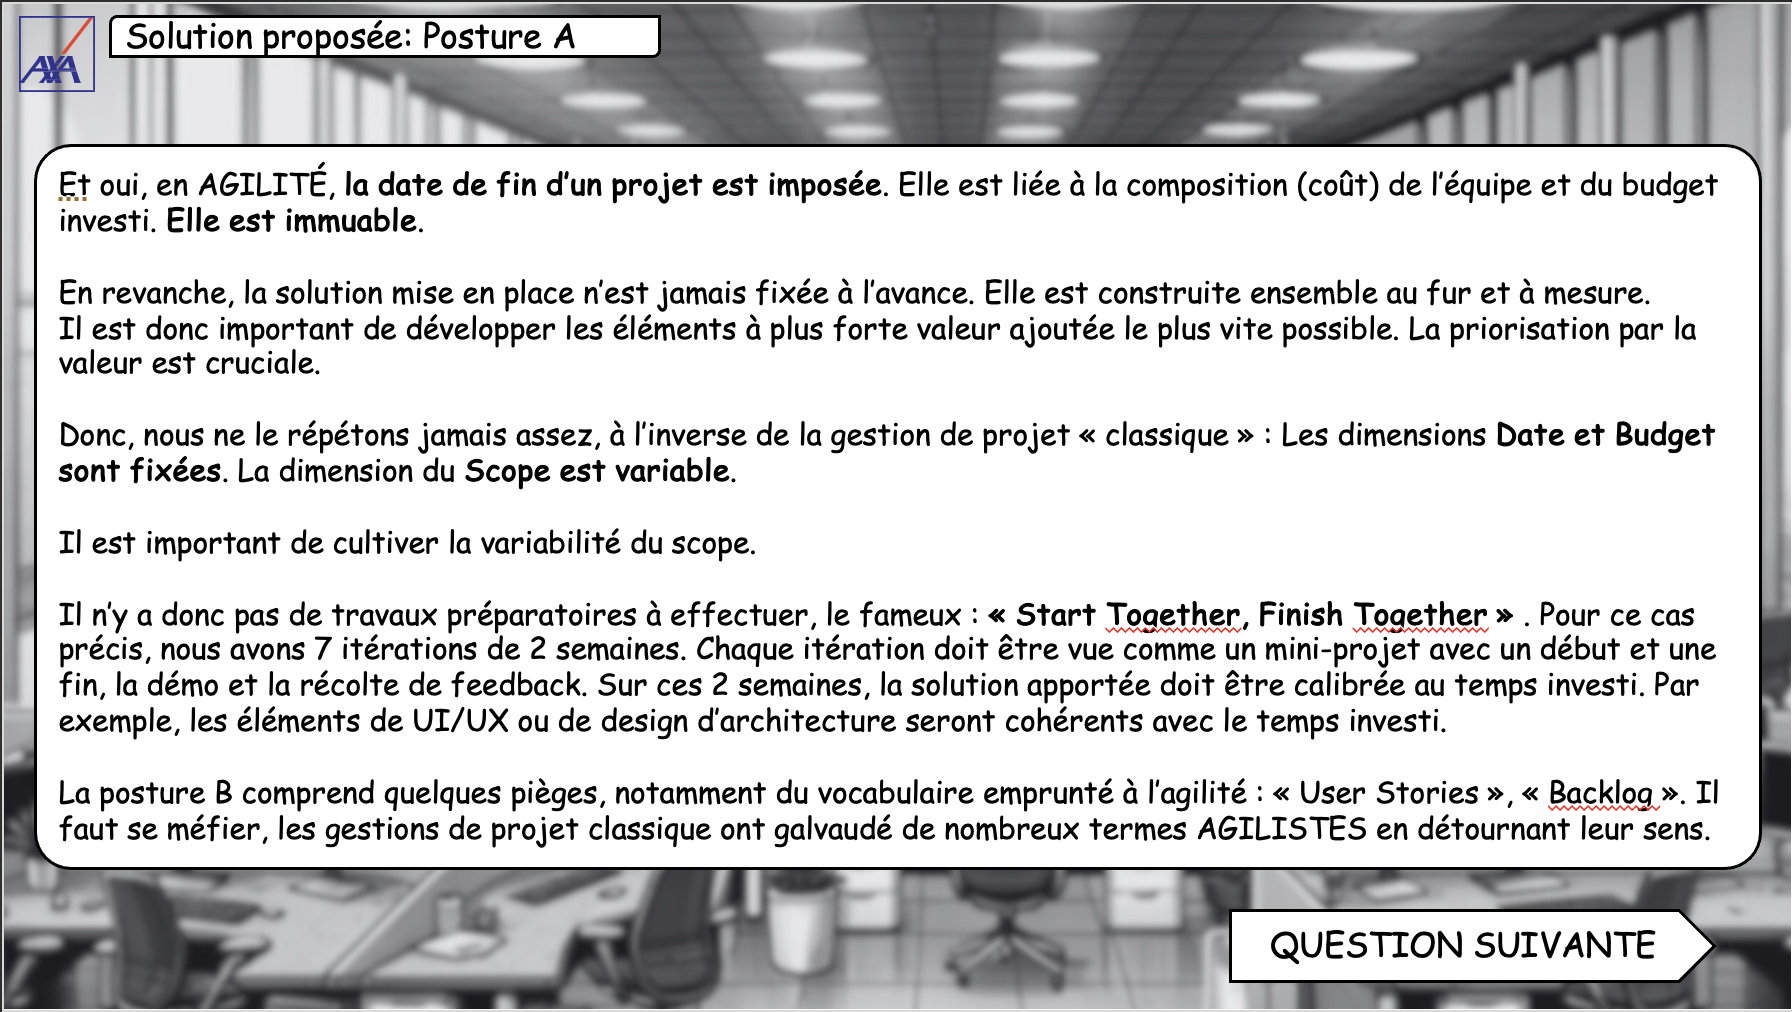 AXA
Solution proposée: Posture A
Et oui, en AGILITÉ, la date de fin d’un projet est imposée. Elle est liée à la composition (coût) de l’équipe et du budget
investi. Elle est immuable.
En revanche, la solution mise en place n’est jamais fixée à l’avance. Elle est construite ensemble au fur et à mesure.
Il est donc important de développer les éléments à plus forte valeur ajoutée le plus vite possible. La priorisation par la
valeur est cruciale.
Donc, nous ne le répétons jamais assez, à l’inverse de la gestion de projet « classique » : Les dimensions Date et Budget
sont fixées. La dimension du Scope est variable.
Il est important de cultiver la variabilité du scope.
Il n’y a donc pas de travaux préparatoires à effectuer, le fameux : « Start Together, Finish Together » . Pour ce cas
précis, nous avons 7 itérations de 2 semaines. Chaque itération doit être vue comme un mini-projet avec un début et une
fin, la démo et la récolte de feedback. Sur ces 2 semaines, la solution apportée doit être calibrée au temps investi. Par
exemple, les éléments de UI/UX ou de design d’architecture seront cohérents avec le temps investi.
La posture B comprend quelques pièges, notamment du vocabulaire emprunté à l’agilité : « User Stories », « Backlog ». Il
faut se méfier, les gestions de projet classique ont galvaudé de nombreux termes AGILISTES en détournant leur sens.
QUESTION SUIVANTE